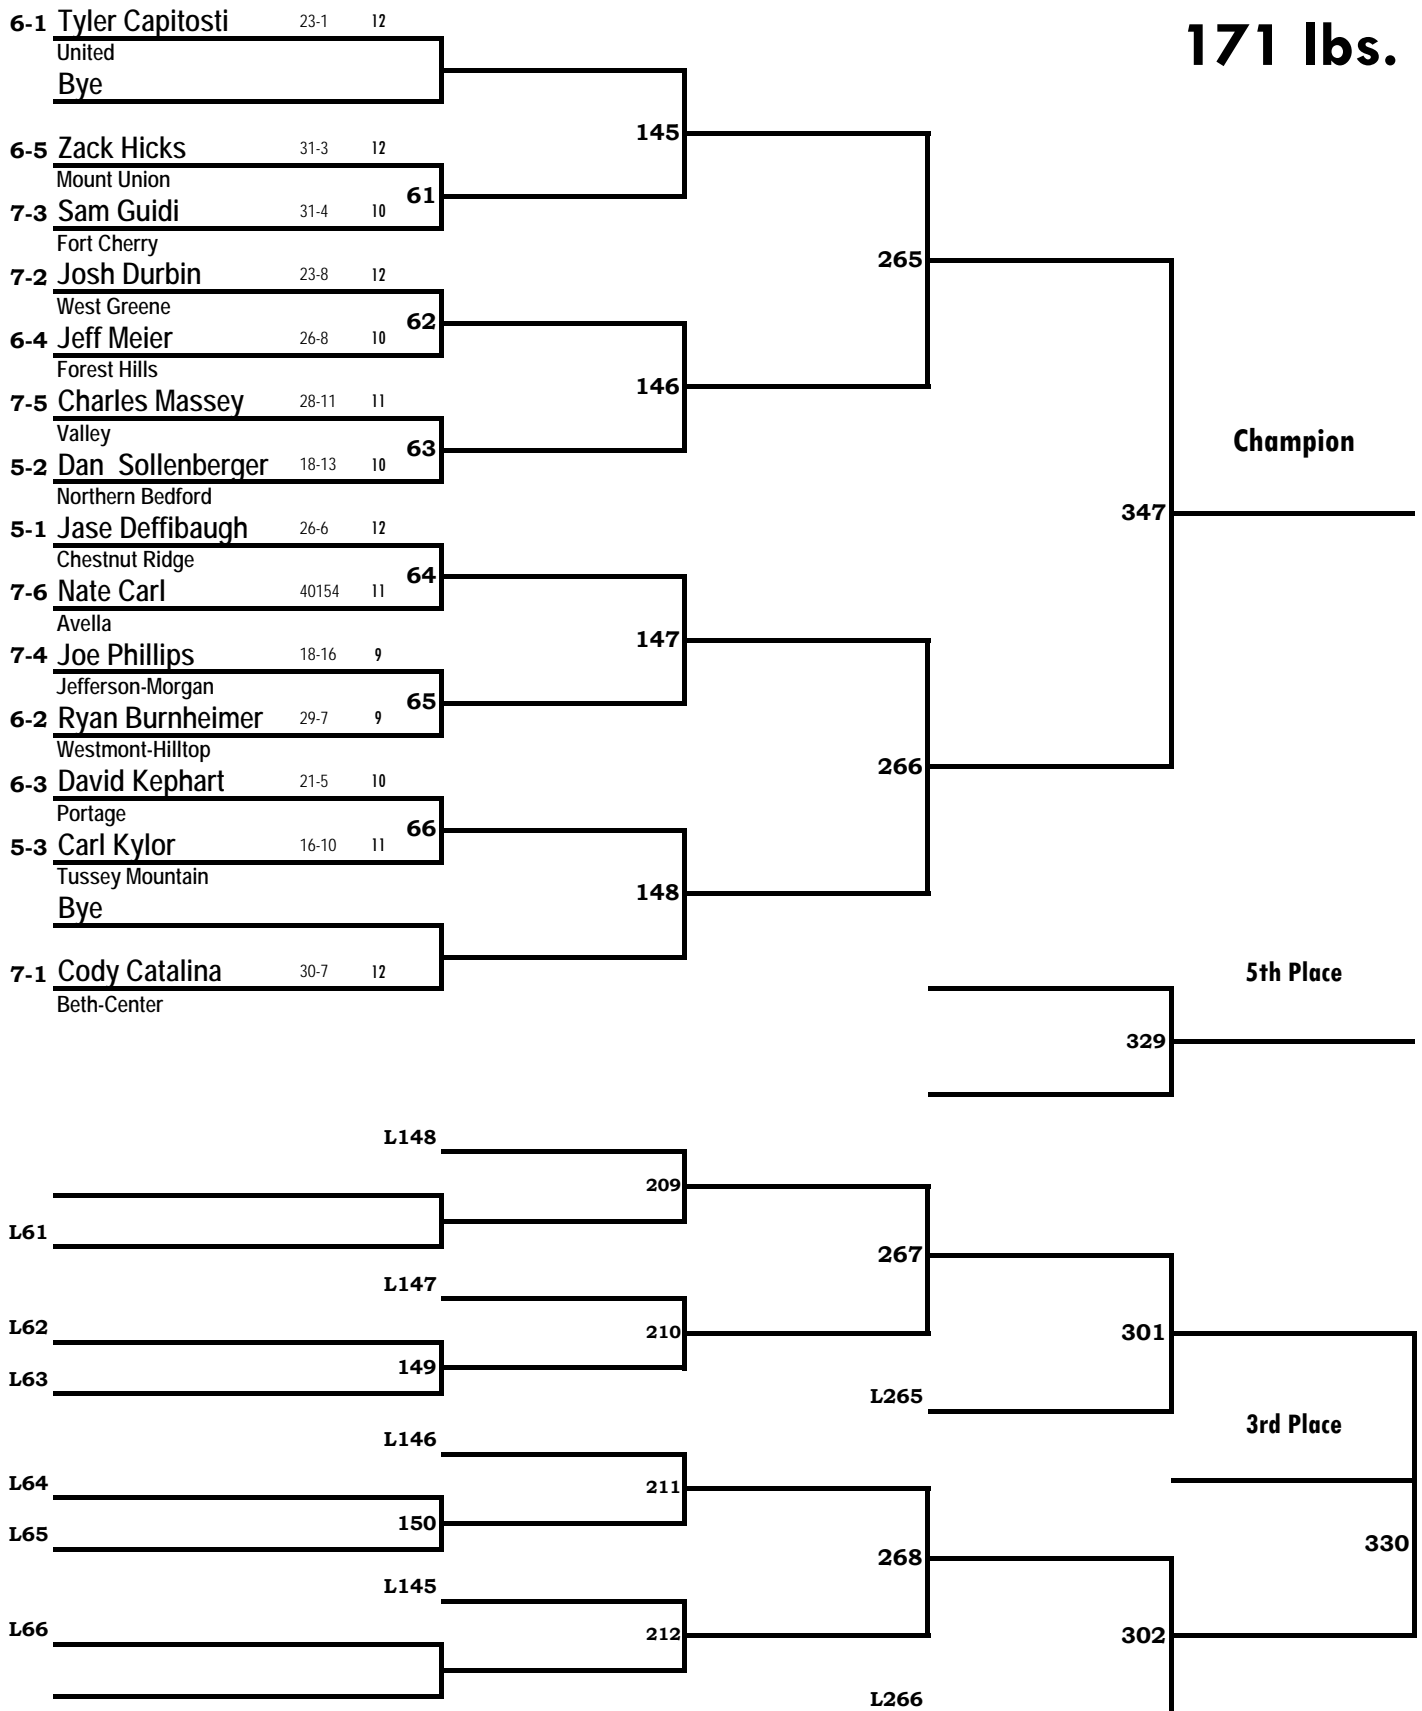 171 lbs.
6-1 Tyler Capitosti 23-1 12
United
Bye
145
6-5 Zack Hicks 31-3 12
Mount Union
61
7-3 Sam Guidi 31-4 10
Fort Cherry
265
7-2 Josh Durbin 23-8 12
West Greene
62
6-4 Jeff Meier 26-8 10
Forest Hills
146
7-5 Charles Massey 28-11 11
Valley
63
Champion
5-2 Dan  Sollenberger 18-13 10
Northern Bedford
347
5-1 Jase Deffibaugh 26-6 12
Chestnut Ridge
64
7-6 Nate Carl 40154 11
Avella
147
7-4 Joe Phillips 18-16 9
Jefferson-Morgan
65
6-2 Ryan Burnheimer 29-7 9
Westmont-Hilltop
266
6-3 David Kephart 21-5 10
Portage
66
5-3 Carl Kylor 16-10 11
Tussey Mountain
148
Bye
7-1 Cody Catalina 30-7 12
Beth-Center
5th Place
329
L148
209
L61
267
L147
L62
210
301
149
L63
L265
L146
3rd Place
L64
211
150
L65
330
268
L145
L66
212
302
L266